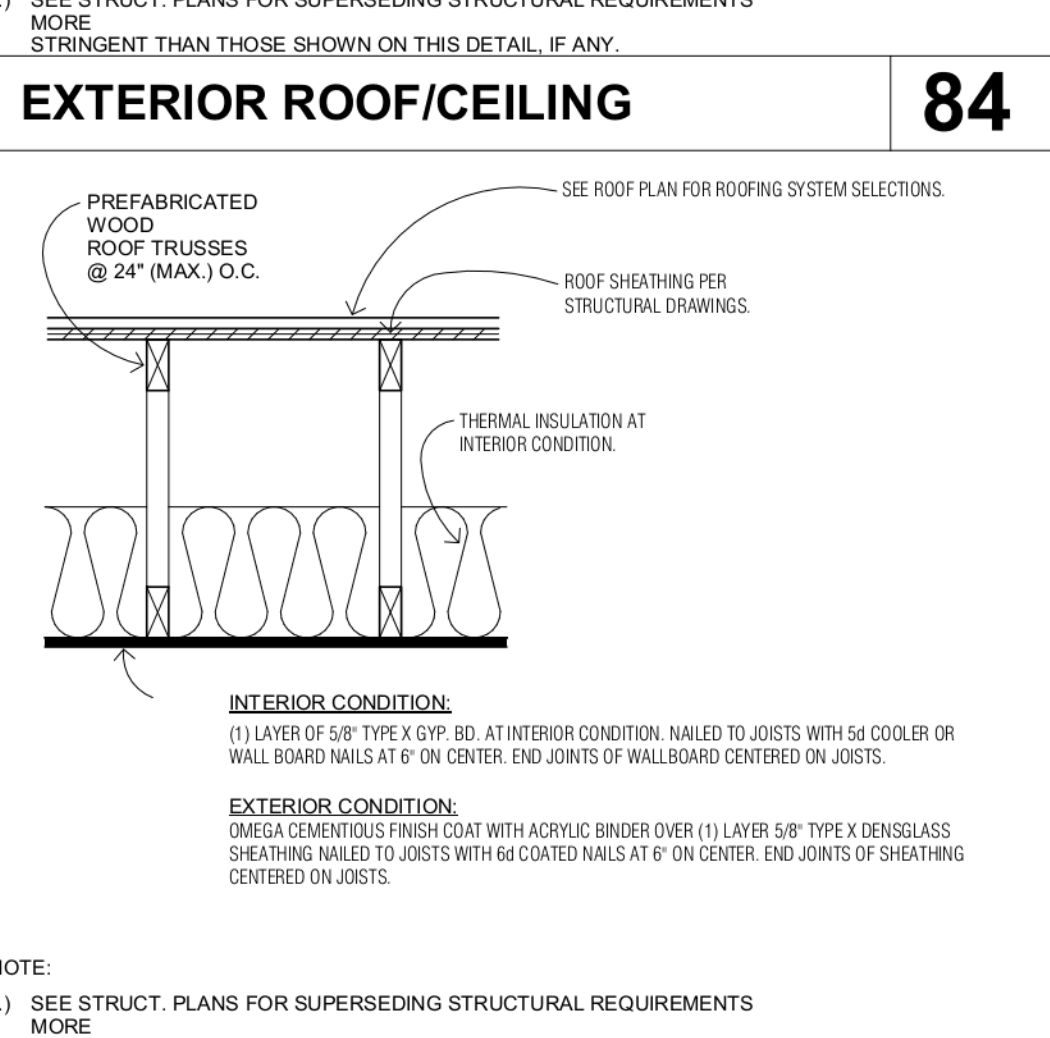 SEE STRUCT. PLANS FOR SUPERSEDING STRUCTURAL REQUIREMENTS
MORE
STRINGENT THAN THOSE SHOWN ON THIS DETAIL, IF ANY.
EXTERIOR ROOF/CEILING
84
PREFABRICATED
WOOD
ROOF TRUSSES
@ 24" (MAX.) O.C.
SEE ROOF PLAN FOR ROOFING SYSTEM SELECTIONS.
ROOF SHEATHING PER
STRUCTURAL DRAWINGS.
THERMAL INSULATION AT
INTERIOR CONDITION.
INTERIOR CONDITION:
(1) LAYER OF 5/8" TYPE X GYP. BD. AT INTERIOR CONDITION. NAILED TO JOISTS WITH 5d COOLER OR
WALL BOARD NAILS AT 6" ON CENTER. END JOINTS OF WALLBOARD CENTERED ON JOISTS.
EXTERIOR CONDITION:
OMEGA CEMENTIOUS FINISH COAT WITH ACRYLIC BINDER OVER (1) LAYER 5/8" TYPE X DENSGLASS
SHEATHING NAILED TO JOISTS WITH 6d COATED NAILS AT 6" ON CENTER. END JOINTS OF SHEATHING
CENTERED ON JOISTS.
OTE:
.) SEE STRUCT. PLANS FOR SUPERSEDING STRUCTURAL REQUIREMENTS
MORE